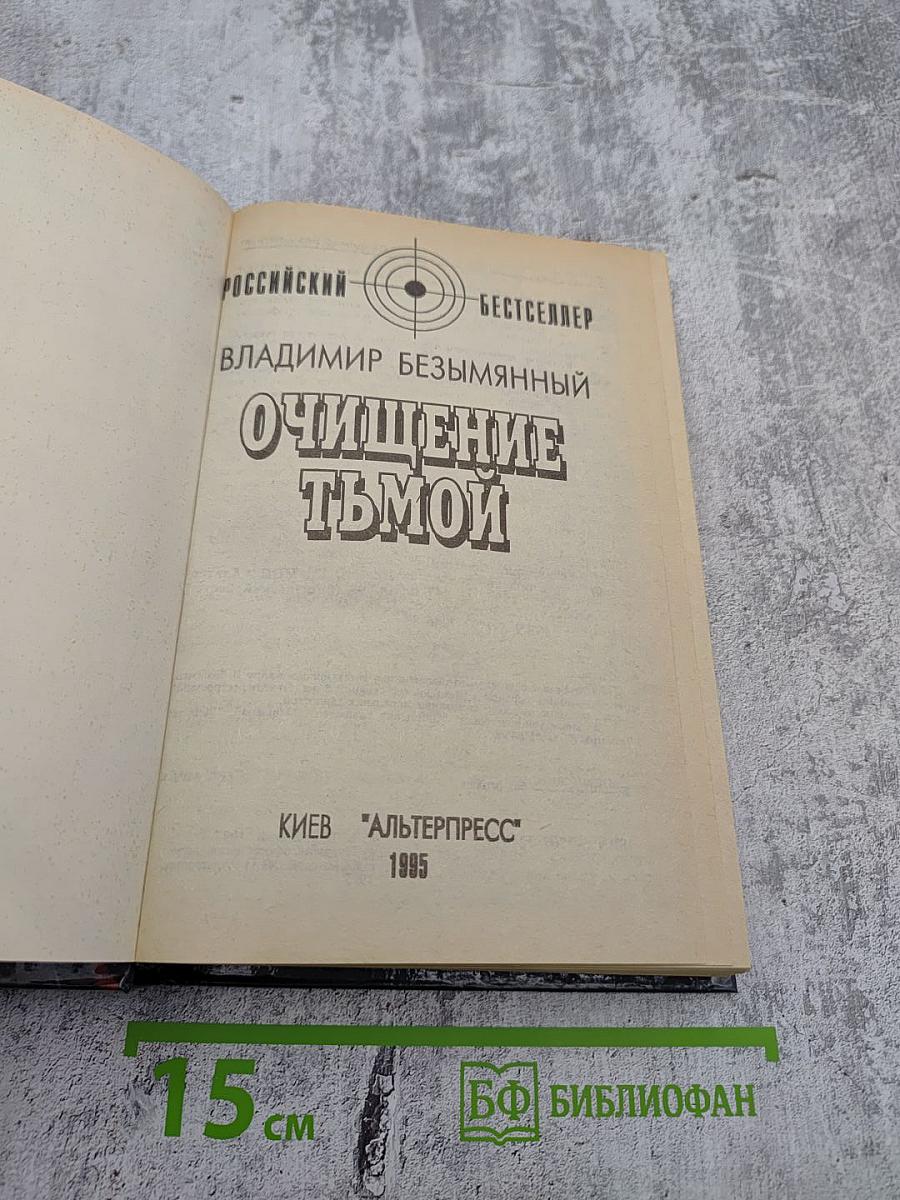 РОССИЙСКИЙ БЕСТСЕЛЛЕР
ВЛАДИМИР БЕЗЫМЯННЫЙ
ОЧИЩЕНИЕ
ТЬМОЙ
КИЕВ "АЛЬТЕРПРЕСС"
1995
15 см БФ БИБЛИОФАН